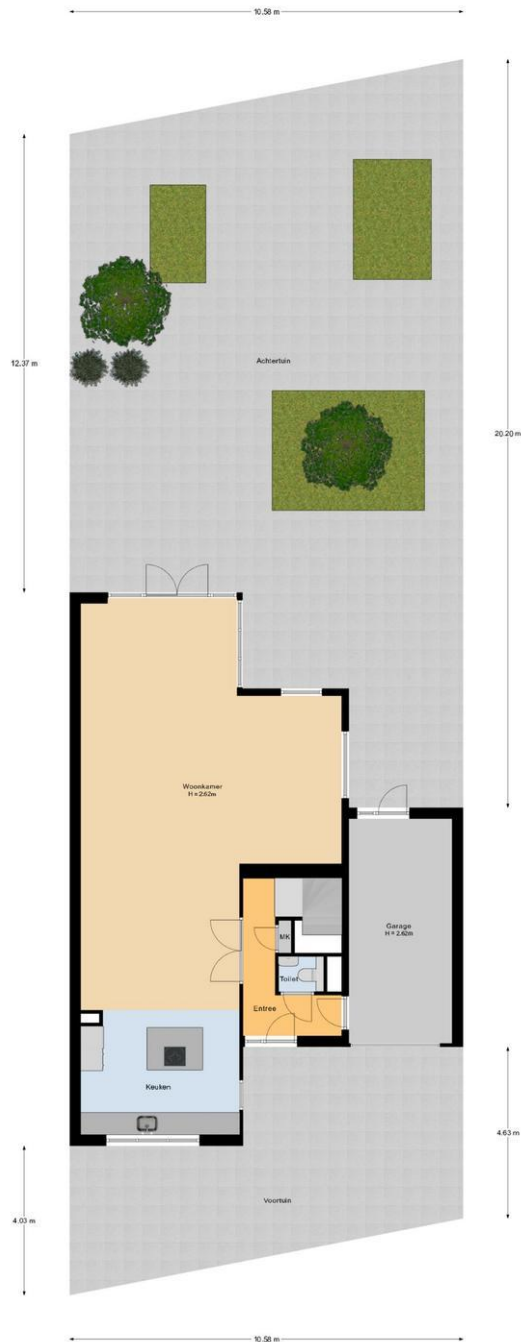 10.58 m
12.37 m
Achtertuin
20.20 m
Woonkamer
H = 2.62m
Garage
H = 2.62m
MK
Toilet
Entree
Keuken
4.63 m
Voortuin
4.03 m
10.58 m